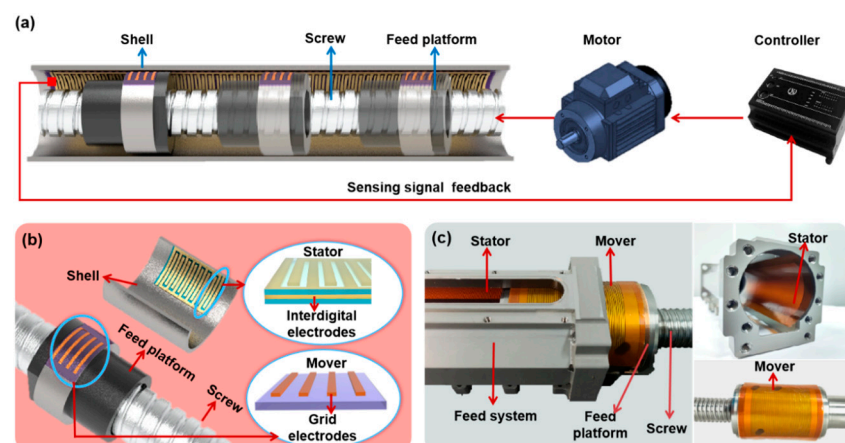 (a)
Shell
Screw
Feed platform
Motor
Controller
Sensing signal feedback
(b)
Shell
Stator
Interdigital
electrodes
Feed platform
Screw
Mover
Grid
electrodes
(c)
Stator
Mover
Feed system
Feed
platform
Screw
Stator
Mover